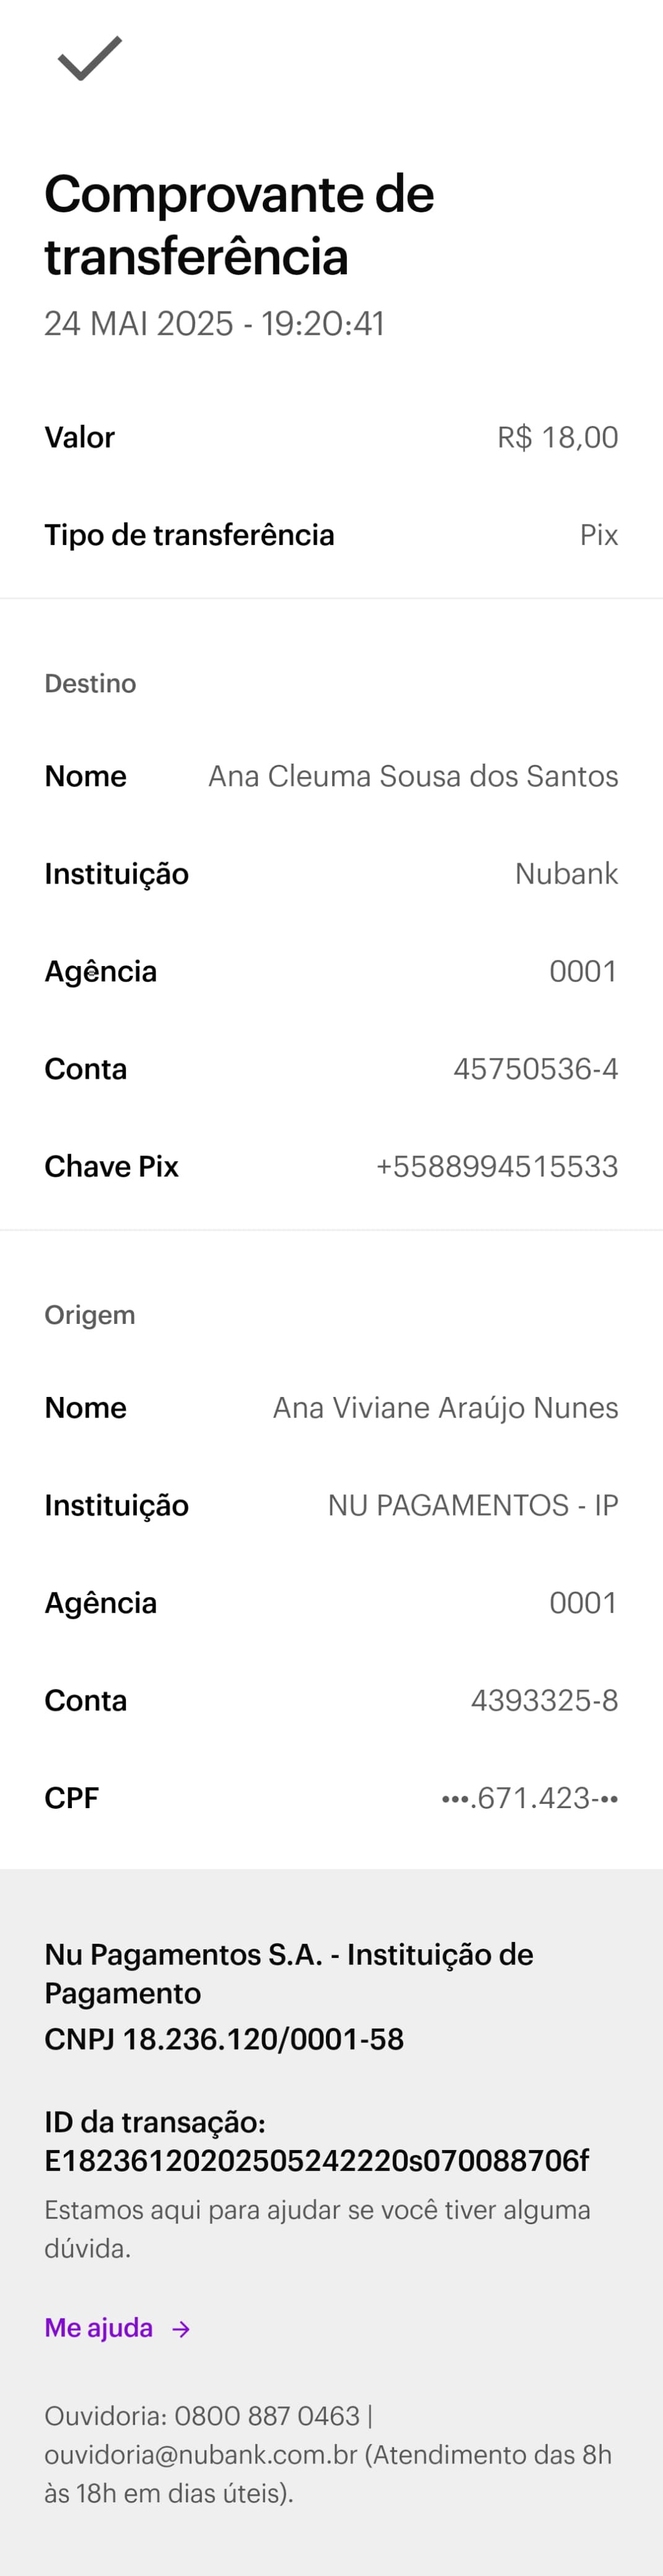 Comprovante de
transferência
24 MAI 2025 - 19:20:41
Valor R$ 18,00
Tipo de transferência Pix
Destino
Nome Ana Cleuma Sousa dos Santos
Instituição Nubank
Agência 0001
Conta 45750536-4
Chave Pix +5588994515533
Origem
Nome Ana Viviane Araújo Nunes
Instituição NU PAGAMENTOS - IP
Agência 0001
Conta 4393325-8
CPF •••.671.423-••
Nu Pagamentos S.A. - Instituição de
Pagamento
CNPJ 18.236.120/0001-58
ID da transação:
E18236120202505242220s070088706f
Estamos aqui para ajudar se você tiver alguma
dúvida.
Me ajuda →
Ouvidoria: 0800 887 0463 |
ouvidoria@nubank.com.br (Atendimento das 8h
às 18h em dias úteis).